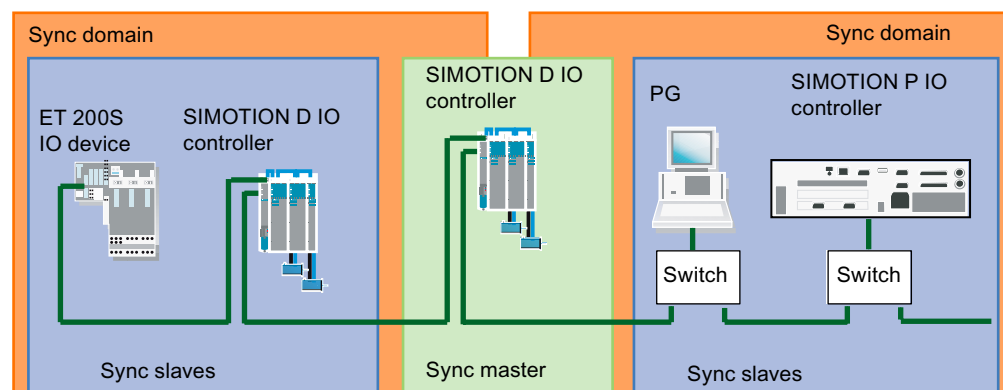 Sync domain
Sync domain
ET 200S
IO device
SIMOTION D IO
controller
SIMOTION D IO
controller
PG
SIMOTION P IO
controller
Switch
Switch
Sync slaves
Sync master
Sync slaves